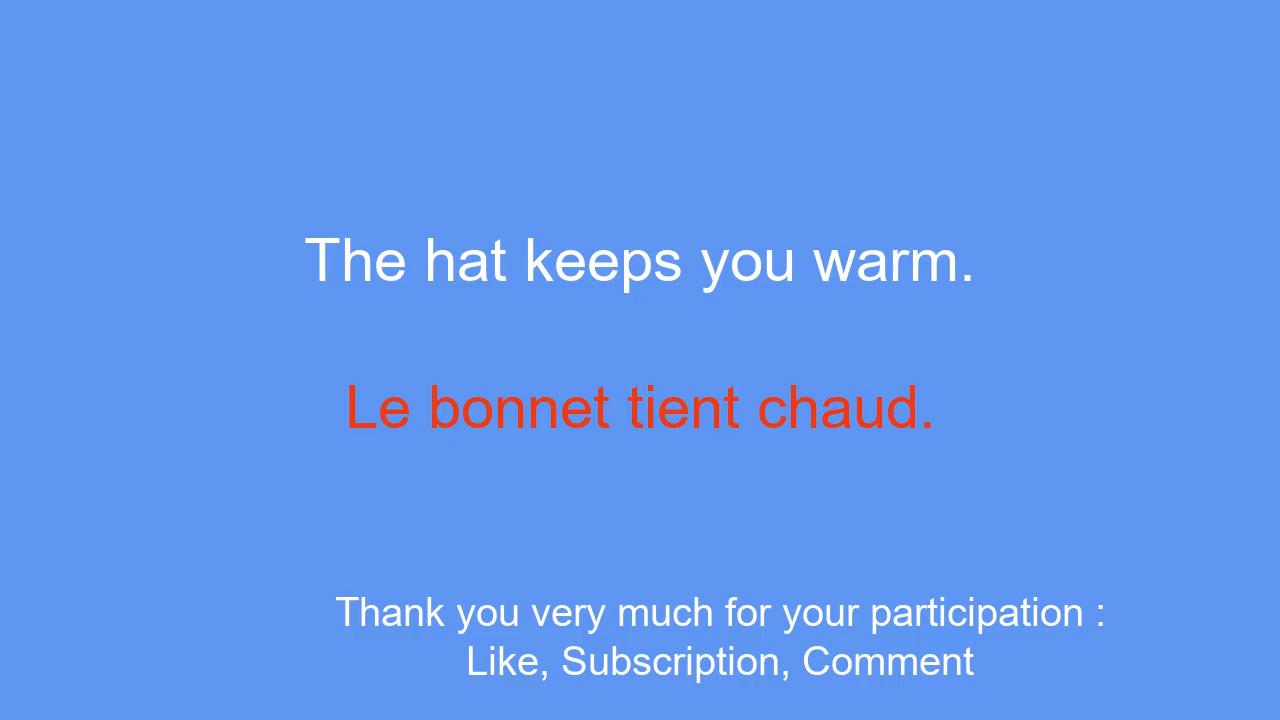 The hat keeps you warm.
Le bonnet tient chaud.
Thank you very much for your participation :
Like, Subscription, Comment